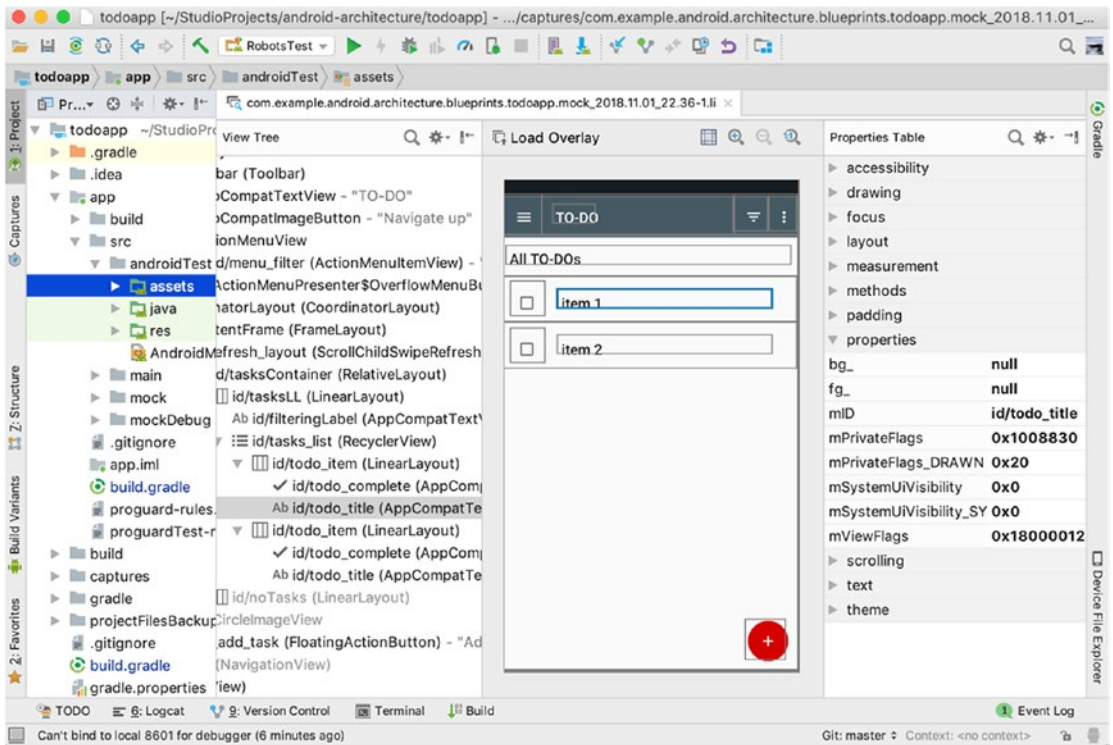 todoapp [~/StudioProjects/android-architecture/todoapp] - .../captures/com.example.android.architecture.blueprints.todoapp.mock_2018.11.01_...
RobotsTest
todoapp app src androidTest assets
Pr...
com.example.android.architecture.blueprints.todoapp.mock_2018.11.01_22.36-1.li
1: Project
Captures
Z: Structure
Build Variants
2: Favorites
todoapp ~/StudioPro
.gradle
.idea
app
build
src
androidTest
assets
java
res
AndroidM
main
mock
mockDebug
.gitignore
app.iml
build.gradle
proguard-rules.
proguardTest-r
build
captures
gradle
projectFilesBackup
.gitignore
build.gradle
gradle.properties
View Tree
bar (Toolbar)
oCompatTextView - "TO-DO"
oCompatImageButton - "Navigate up"
ionMenuView
d/menu_filter (ActionMenuItemView) - "
ActionMenuPresenter$OverflowMenuBu
natorLayout (CoordinatorLayout)
tentFrame (FrameLayout)
efresh_layout (ScrollChildSwipeRefresh
d/tasksContainer (RelativeLayout)
id/tasksLL (LinearLayout)
Ab id/filteringLabel (AppCompatText
id/tasks_list (RecyclerView)
id/todo_item (LinearLayout)
id/todo_complete (AppCom
Ab id/todo_title (AppCompatTe
id/todo_item (LinearLayout)
id/todo_complete (AppCom
Ab id/todo_title (AppCompatTe
id/noTasks (LinearLayout)
CircleImageView
_add_task (FloatingActionButton) - "Ad
(NavigationView)
iew)
Load Overlay
TO-DO
All TO-DOs
item 1
item 2
+
Properties Table
accessibility
drawing
focus
layout
measurement
methods
padding
properties
bg_ null
fg_ null
mID id/todo_title
mPrivateFlags 0x1008830
mPrivateFlags_DRAWN 0x20
mSystemUiVisibility 0x0
mSystemUiVisibility_SY 0x0
mViewFlags 0x18000012
scrolling
text
theme
Gradle
Device File Explorer
TODO 6: Logcat 9: Version Control Terminal Build 1 Event Log
Can't bind to local 8601 for debugger (6 minutes ago) Git: master Context: <no context>